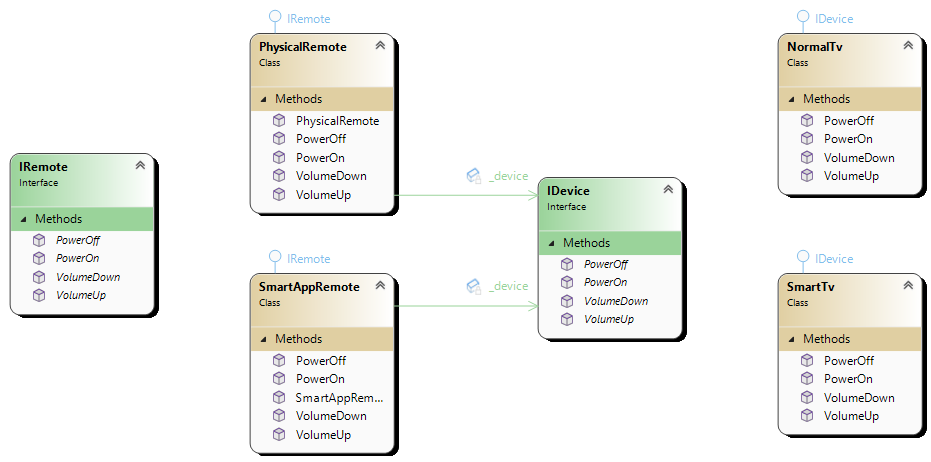 IRemote
Interface
Methods
PowerOff
PowerOn
VolumeDown
VolumeUp
IRemote
PhysicalRemote
Class
Methods
PhysicalRemote
PowerOff
PowerOn
VolumeDown
VolumeUp
_device
IRemote
SmartAppRemote
Class
Methods
PowerOff
PowerOn
SmartAppRem...
VolumeDown
VolumeUp
_device
IDevice
Interface
Methods
PowerOff
PowerOn
VolumeDown
VolumeUp
IDevice
NormalTv
Class
Methods
PowerOff
PowerOn
VolumeDown
VolumeUp
IDevice
SmartTv
Class
Methods
PowerOff
PowerOn
VolumeDown
VolumeUp